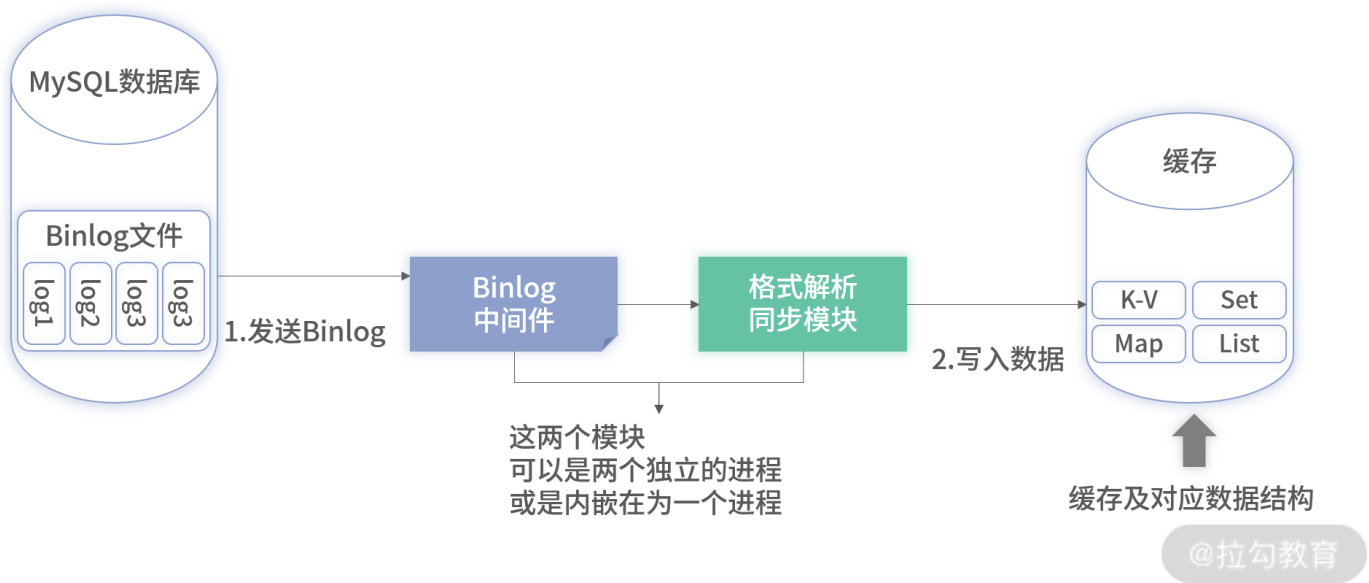 MySQL数据库
Binlog文件
log1
log2
log3
log3
1.发送Binlog
Binlog
中间件
格式解析
同步模块
这两个模块
可以是两个独立的进程
或是内嵌在为一个进程
2.写入数据
缓存
K-V
Set
Map
List
缓存及对应数据结构
@拉勾教育